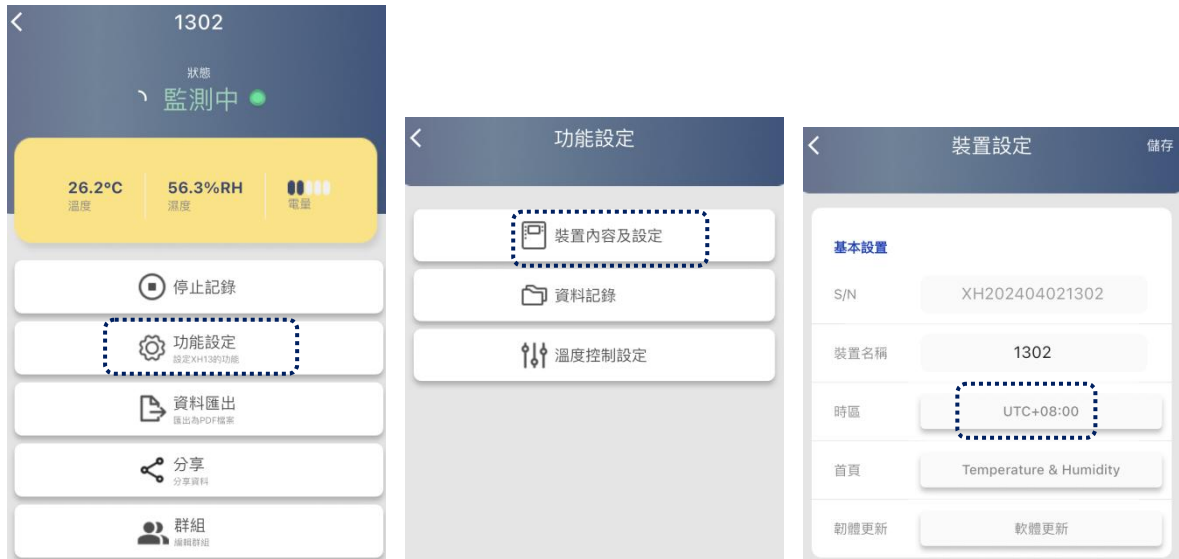 1302
狀態
監測中
26.2°C
溫度
56.3%RH
濕度
電量
停止記錄
功能設定
設定XH13的功能
資料匯出
匯出為PDF檔案
分享
分享資料
群組
編輯群組
功能設定
裝置內容及設定
資料記錄
溫度控制設定
裝置設定
儲存
基本設置
S/N
XH202404021302
裝置名稱
1302
時區
UTC+08:00
首頁
Temperature & Humidity
韌體更新
軟體更新